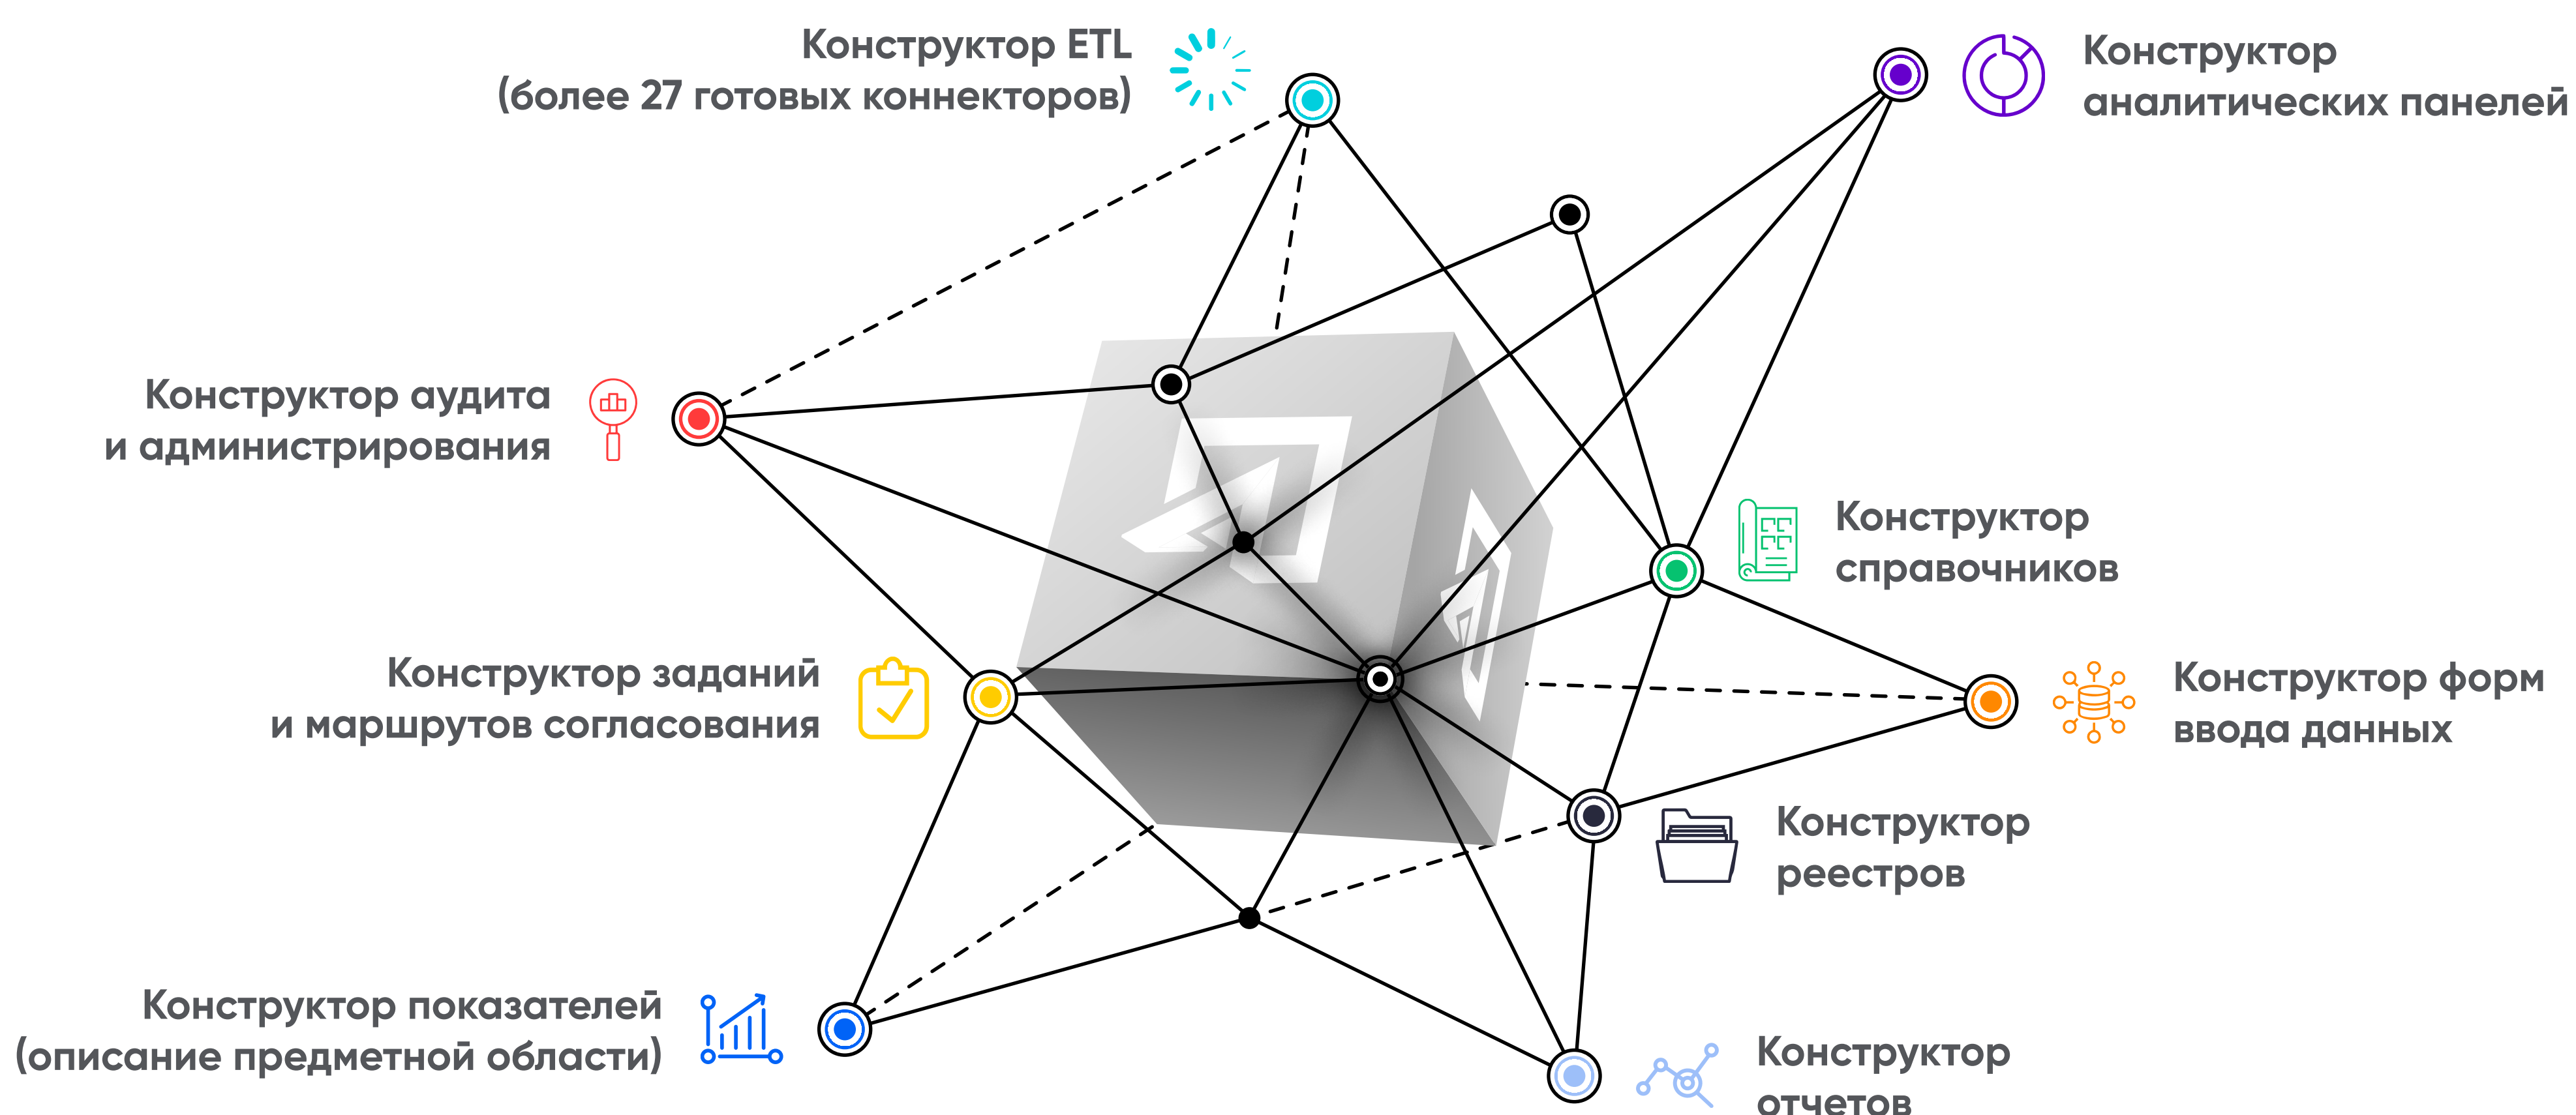 Конструктор ETL
(более 27 готовых коннекторов)
Конструктор
аналитических панелей
Конструктор аудита
и администрирования
Конструктор
справочников
Конструктор заданий
и маршрутов согласования
Конструктор форм
ввода данных
Конструктор
реестров
Конструктор показателей
(описание предметной области)
Конструктор
отчетов